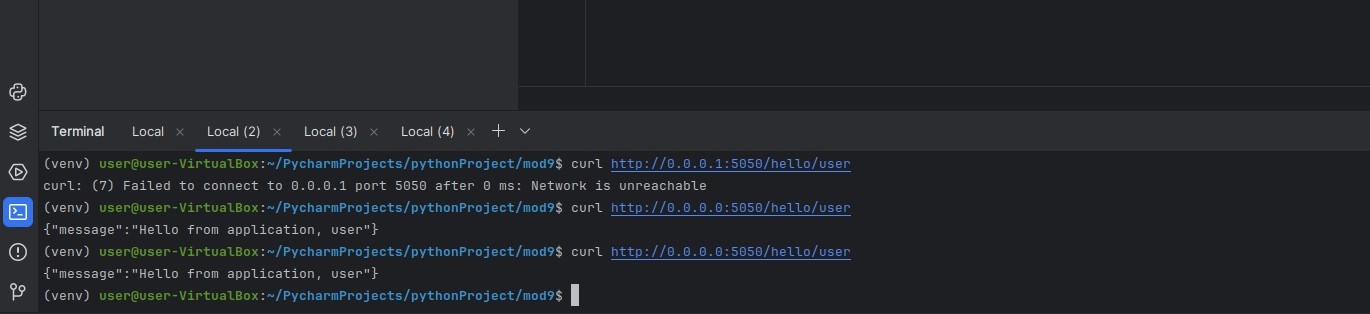 Terminal Local × Local (2) × Local (3) × Local (4) ×
(venv) user@user-VirtualBox:~/PycharmProjects/pythonProject/mod9$ curl http://0.0.0.1:5050/hello/user
curl: (7) Failed to connect to 0.0.0.1 port 5050 after 0 ms: Network is unreachable
(venv) user@user-VirtualBox:~/PycharmProjects/pythonProject/mod9$ curl http://0.0.0.0:5050/hello/user
{"message":"Hello from application, user"}
(venv) user@user-VirtualBox:~/PycharmProjects/pythonProject/mod9$ curl http://0.0.0.0:5050/hello/user
{"message":"Hello from application, user"}
(venv) user@user-VirtualBox:~/PycharmProjects/pythonProject/mod9$